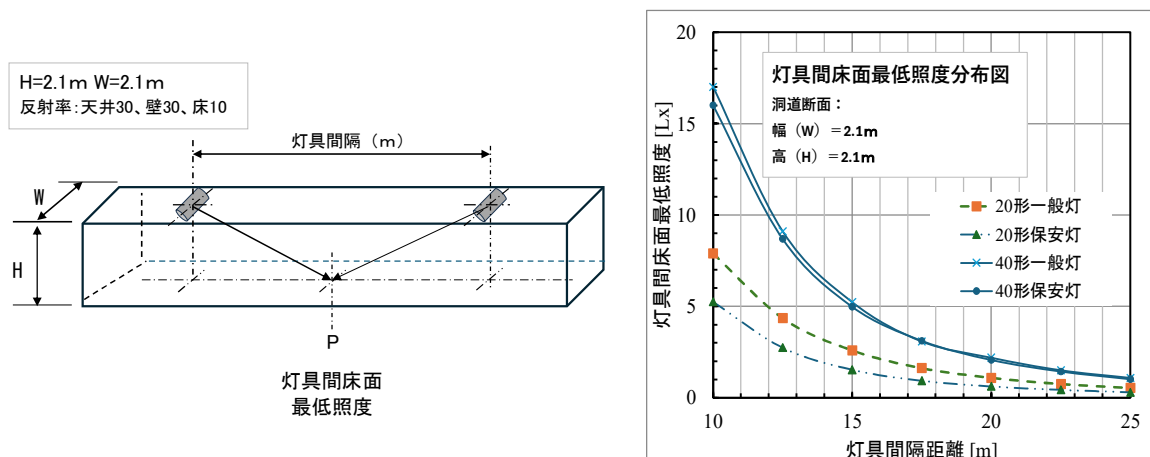 H=2.1m W=2.1m
反射率：天井30、壁30、床10
灯具間隔（m）
W
H
P
灯具間床面
最低照度
灯具間床面最低照度 [Lx]
20
15
10
5
0
灯具間床面最低照度分布図
洞道断面：
幅（W）＝2.1m
高（H）＝2.1m
20形一般灯
20形保安灯
40形一般灯
40形保安灯
10
15
20
25
灯具間隔距離 [m]